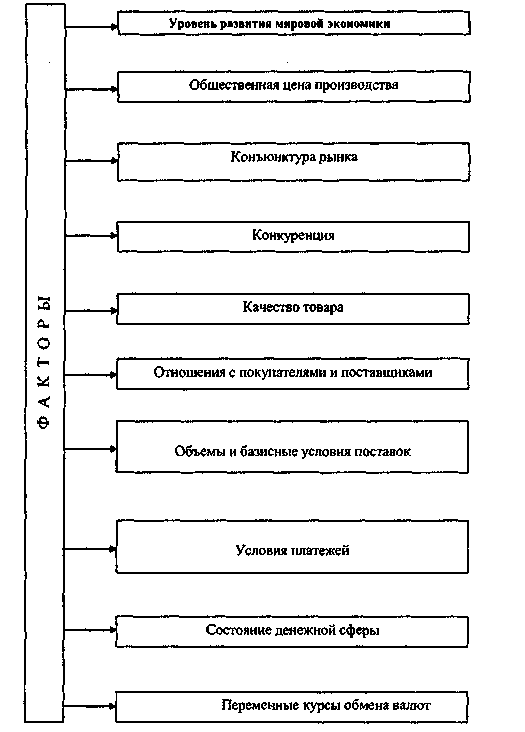 ФАКТОРЫ
Уровень развития мировой экономики
Общественная цена производства
Конъюнктура рынка
Конкуренция
Качество товара
Отношения с покупателями и поставщиками
Объемы и базисные условия поставок
Условия платежей
Состояние денежной сферы
Переменные курсы обмена валют